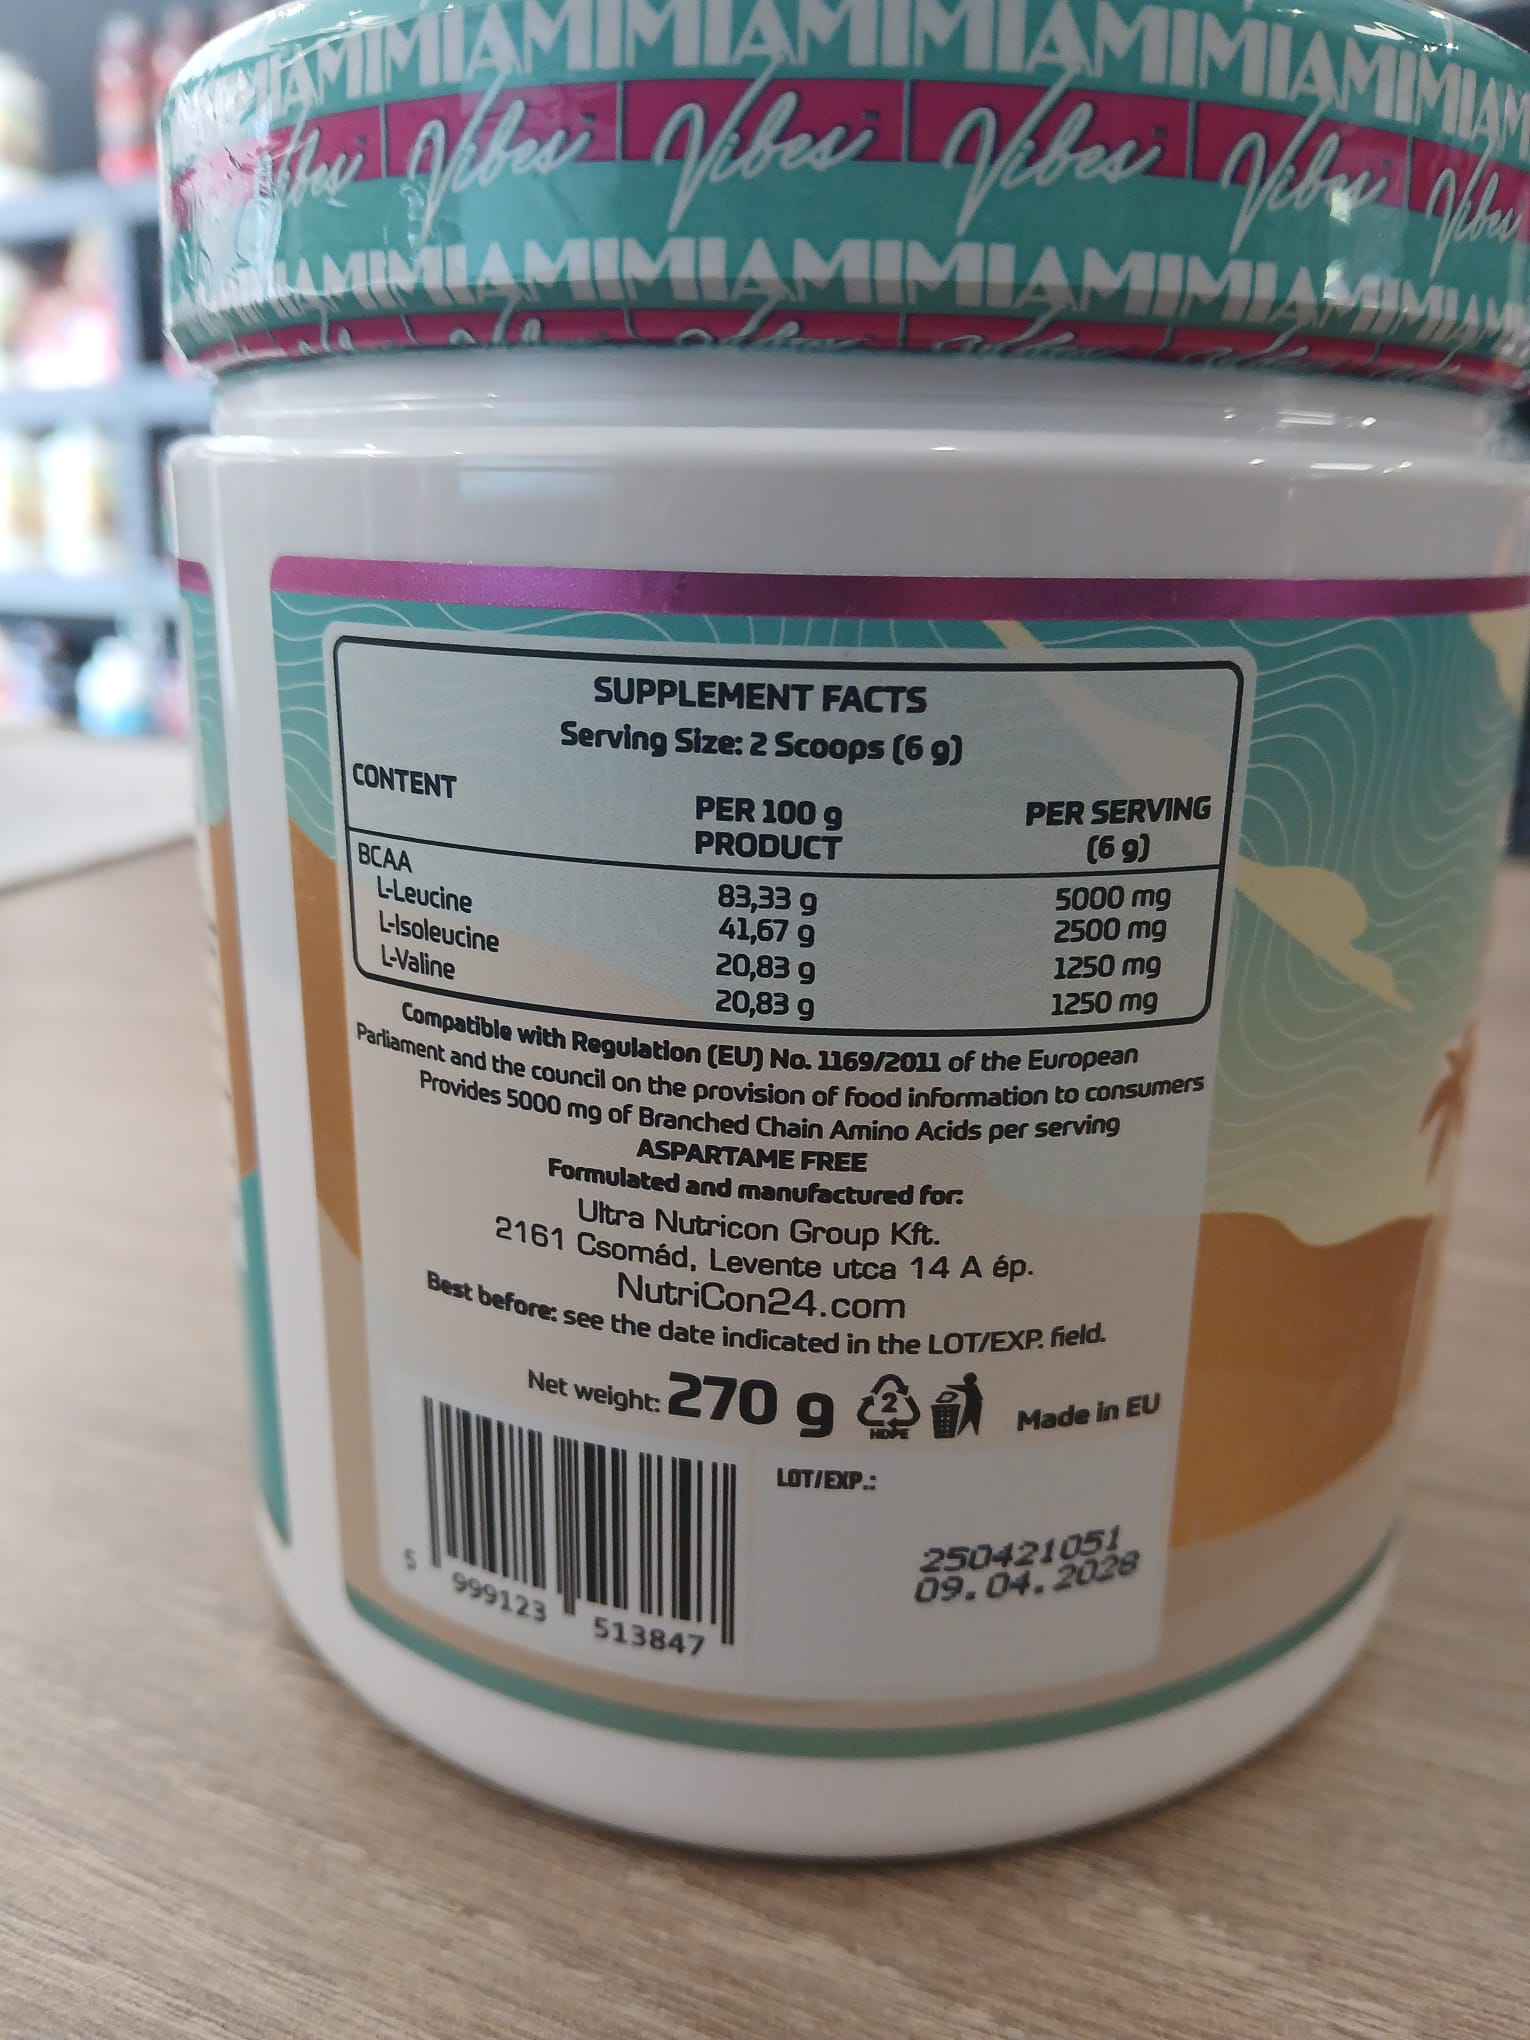 MIAMIMIAMIMIAMIMIAMIMIAM
Vibes Vibes Vibes Vibes Vibes
MIAMIMIAMIMIAMIMIAMIMIAMI
SUPPLEMENT FACTS
Serving Size: 2 Scoops (6 g)
CONTENT PER 100 g PRODUCT PER SERVING (6 g)
BCAA 83,33 g 5000 mg
L-Leucine 41,67 g 2500 mg
L-Isoleucine 20,83 g 1250 mg
L-Valine 20,83 g 1250 mg
Compatible with Regulation (EU) No. 1169/2011 of the European
Parliament and the council on the provision of food information to consumers
Provides 5000 mg of Branched Chain Amino Acids per serving
ASPARTAME FREE
Formulated and manufactured for:
Ultra Nutricon Group Kft.
2161 Csomád, Levente utca 14 A ép.
NutriCon24.com
Best before: see the date indicated in the LOT/EXP. field.
Net weight: 270 g 2 HDPE Made in EU
LOT/EXP.:
250421051
09.04.2028
5 999123 513847